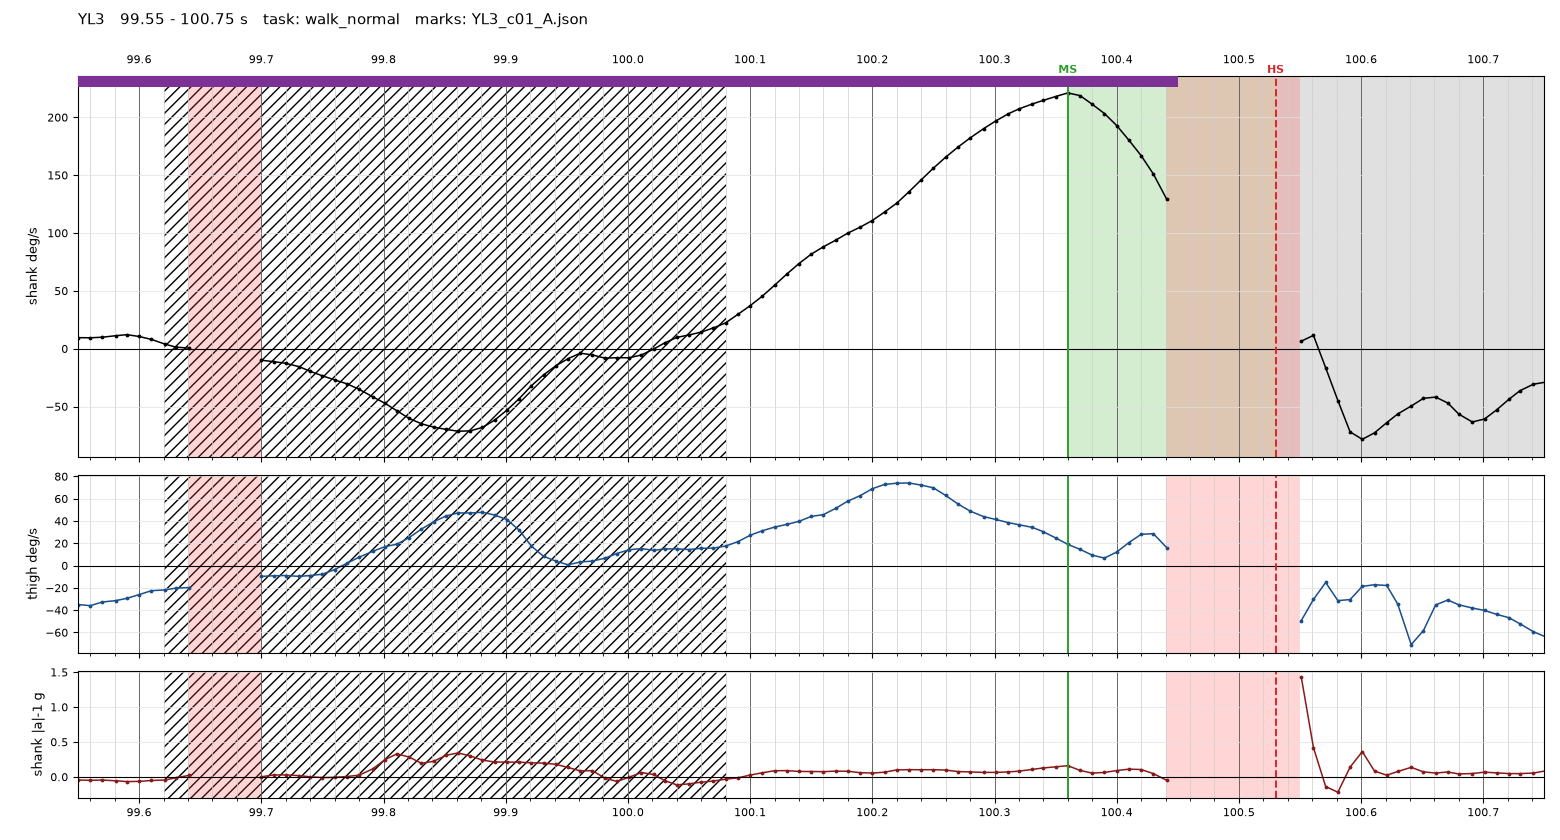 YL3   99.55 - 100.75 s   task: walk_normal   marks: YL3_c01_A.json
99.6 99.7 99.8 99.9 100.0 100.1 100.2 100.3 100.4 100.5 100.6 100.7
MS HS
shank deg/s
200
150
100
50
0
−50
thigh deg/s
80
60
40
20
0
−20
−40
−60
shank |a|-1 g
1.5
1.0
0.5
0.0
99.6 99.7 99.8 99.9 100.0 100.1 100.2 100.3 100.4 100.5 100.6 100.7